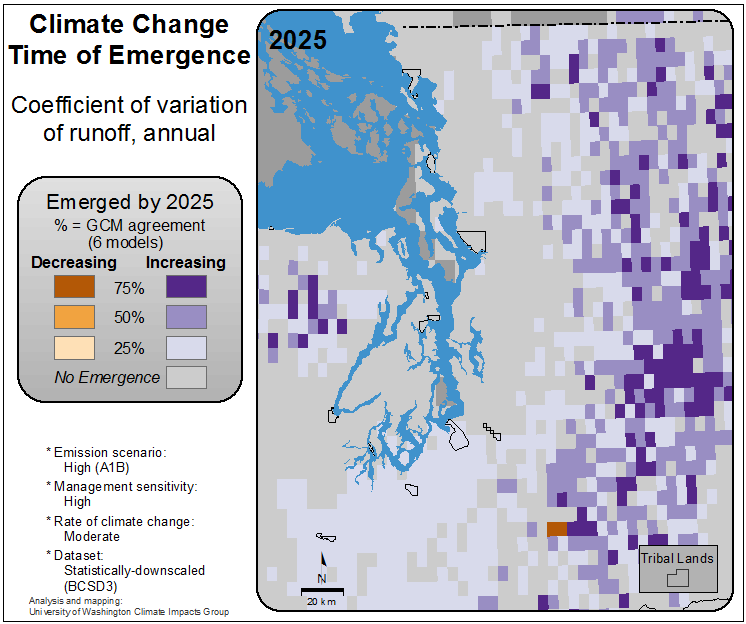 Climate Change
Time of Emergence
Coefficient of variation
of runoff, annual
Emerged by 2025
% = GCM agreement
(6 models)
Decreasing Increasing
75%
50%
25%
No Emergence
* Emission scenario:
High (A1B)
* Management sensitivity:
High
* Rate of climate change:
Moderate
* Dataset:
Statistically-downscaled
(BCSD3)
Analysis and mapping:
University of Washington Climate Impacts Group
2025
N
20 km
Tribal Lands